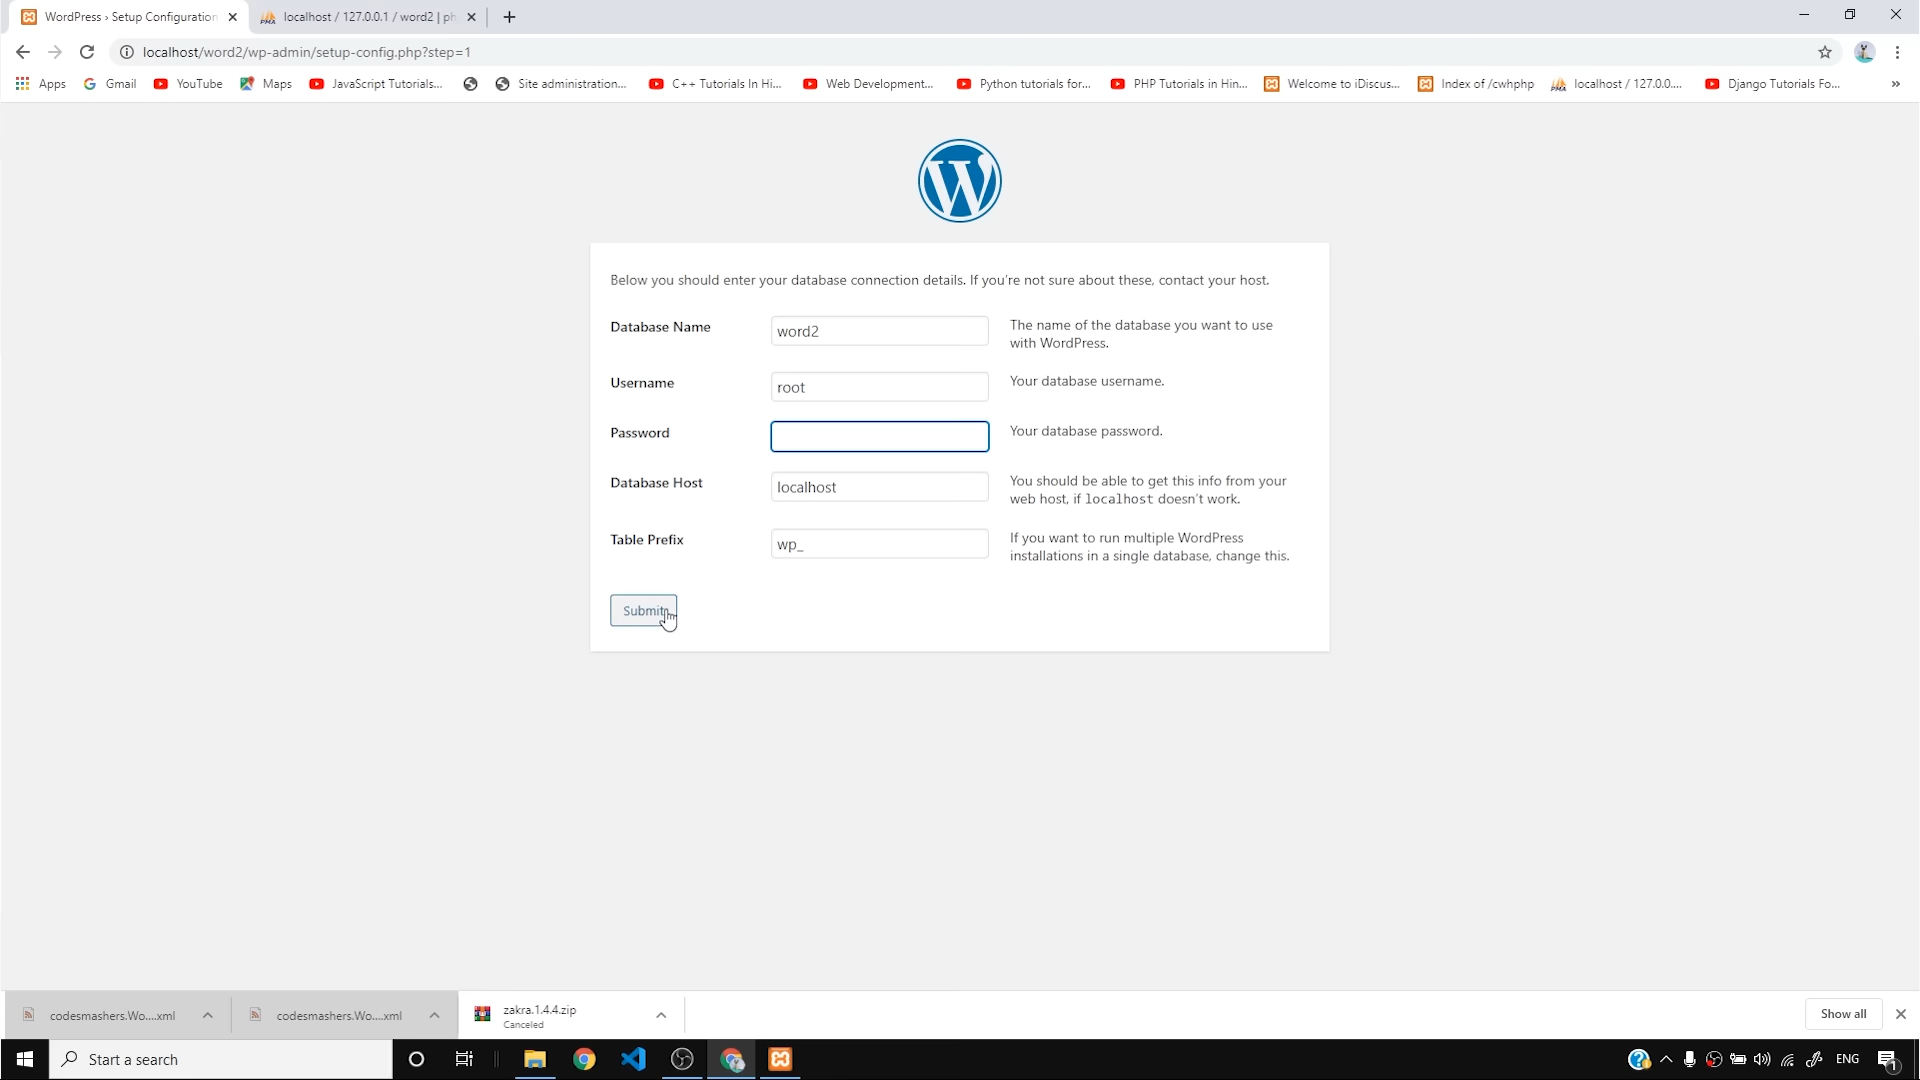 WordPress › Setup Configuration
localhost / 127.0.0.1 / word2 | ph
localhost/word2/wp-admin/setup-config.php?step=1
Apps
Gmail
YouTube
Maps
JavaScript Tutorials...
Site administration...
C++ Tutorials In Hi...
Web Development...
Python tutorials for...
PHP Tutorials in Hin...
Welcome to iDiscus...
Index of /cwhphp
localhost / 127.0.0....
Django Tutorials Fo...
»
Below you should enter your database connection details. If you’re not sure about these, contact your host.
Database Name
word2
The name of the database you want to use
with WordPress.
Username
root
Your database username.
Password
Your database password.
Database Host
localhost
You should be able to get this info from your
web host, if localhost doesn’t work.
Table Prefix
wp_
If you want to run multiple WordPress
installations in a single database, change this.
Submit
codesmashers.Wo....xml
codesmashers.Wo....xml
zakra.1.4.4.zip
Canceled
Show all
Start a search
ENG
1